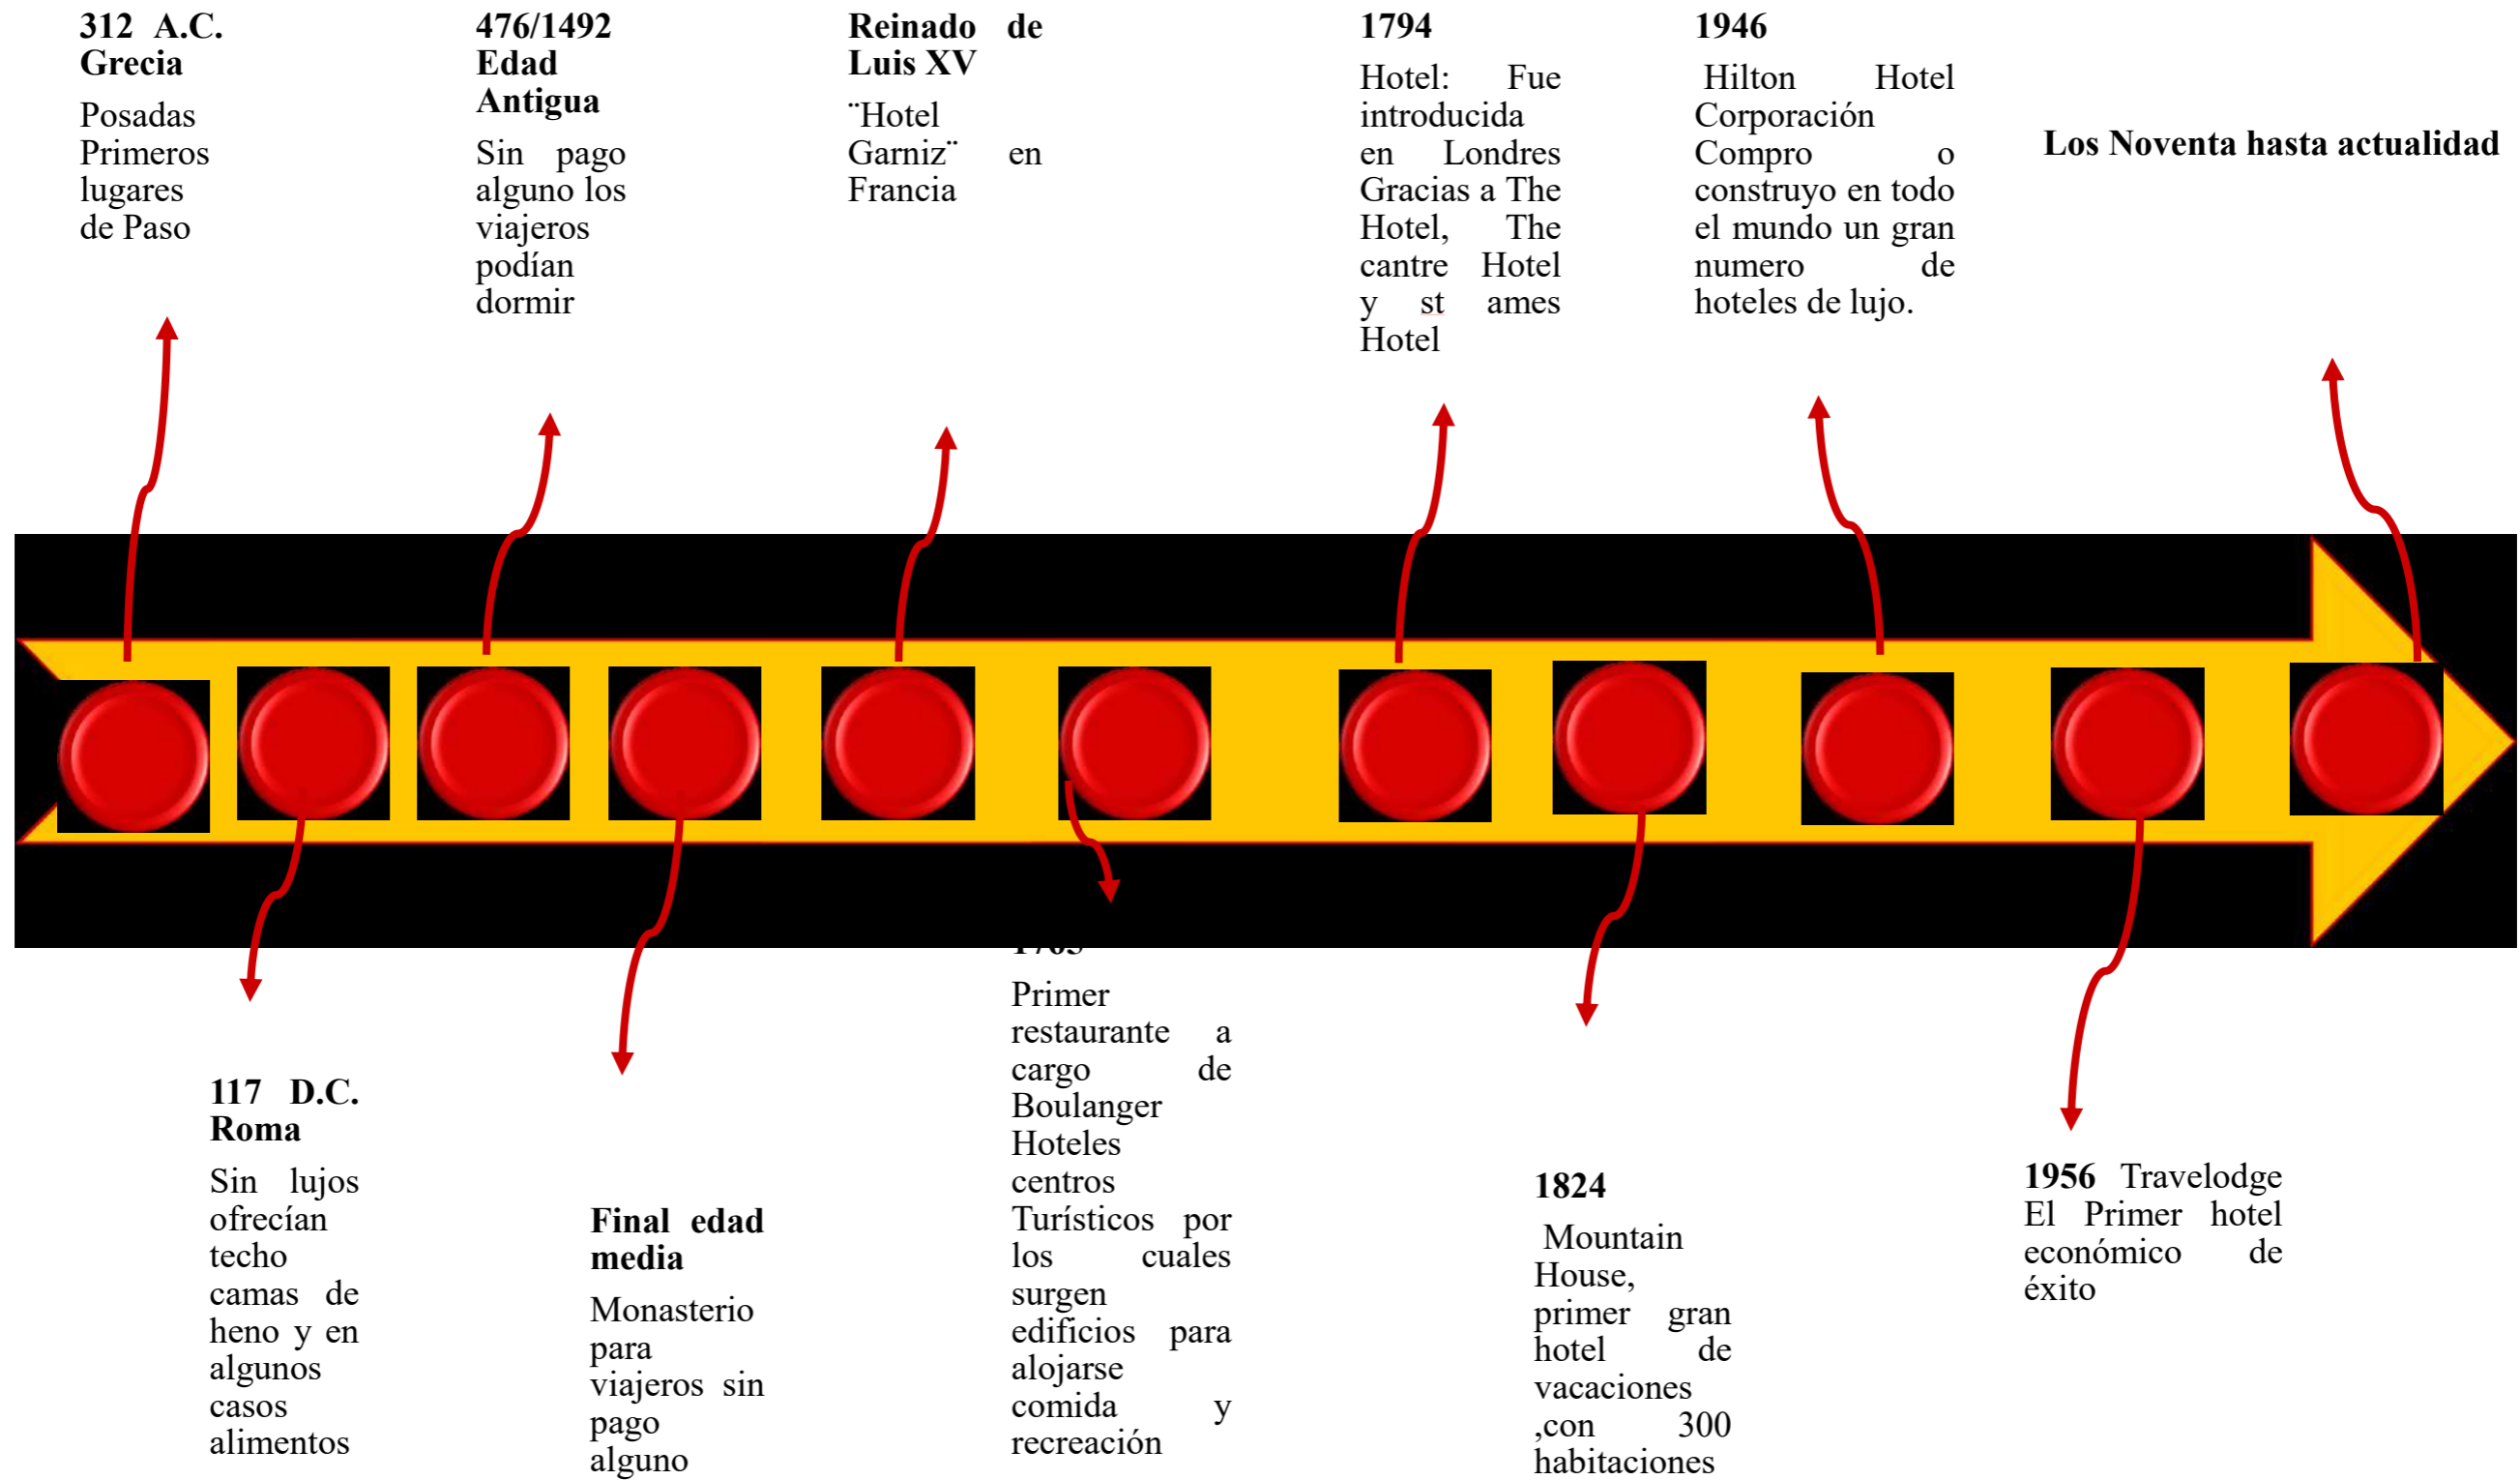 312 A.C.
Grecia
Posadas
Primeros
lugares
de Paso
476/1492
Edad
Antigua
Sin pago
alguno los
viajeros
podían
dormir
Reinado de
Luis XV
¨Hotel
Garniz¨ en
Francia
1794
Hotel: Fue
introducida
en Londres
Gracias a The
Hotel, The
cantre Hotel
y st ames
Hotel
1946
Hilton Hotel
Corporación
Compro o
construyo en todo
el mundo un gran
numero de
hoteles de lujo.
Los Noventa hasta actualidad
117 D.C.
Roma
Sin lujos
ofrecían
techo
camas de
heno y en
algunos
casos
alimentos
Final edad
media
Monasterio
para
viajeros sin
pago
alguno
Primer
restaurante a
cargo de
Boulanger
Hoteles
centros
Turísticos por
los cuales
surgen
edificios para
alojarse
comida y
recreación
1824
Mountain
House,
primer gran
hotel de
vacaciones
,con 300
habitaciones
1956 Travelodge
El Primer hotel
económico de
éxito